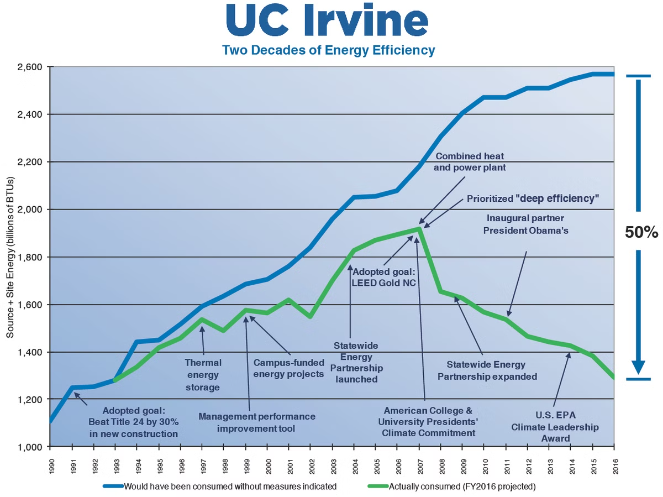 UC Irvine
Two Decades of Energy Efficiency
Source + Site Energy (billions of BTUs)
2,600
2,400
2,200
2,000
1,800
1,600
1,400
1,200
1,000
Combined heat
and power plant
Prioritized "deep efficiency"
Inaugural partner
President Obama's
50%
Adopted goal:
LEED Gold NC
Statewide
Energy
Partnership
launched
Thermal
energy
storage
Campus-funded
energy projects
Statewide Energy
Partnership expanded
Adopted goal:
Beat Title 24 by 30%
in new construction
Management performance
improvement tool
American College &
University Presidents'
Climate Commitment
U.S. EPA
Climate Leadership
Award
1990 1991 1992 1993 1994 1995 1996 1997 1998 1999 2000 2001 2002 2003 2004 2005 2006 2007 2008 2009 2010 2011 2012 2013 2014 2015 2016
Would have been consumed without measures indicated
Actually consumed (FY2016 projected)